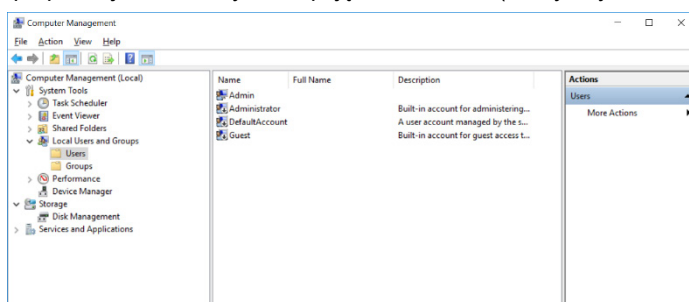 Computer Management
File Action View Help
Computer Management (Local)
System Tools
Task Scheduler
Event Viewer
Shared Folders
Local Users and Groups
Users
Groups
Performance
Device Manager
Storage
Disk Management
Services and Applications
Name Full Name Description
Admin
Administrator Built-in account for administering...
DefaultAccount A user account managed by the s...
Guest Built-in account for guest access t...
Actions
Users
More Actions